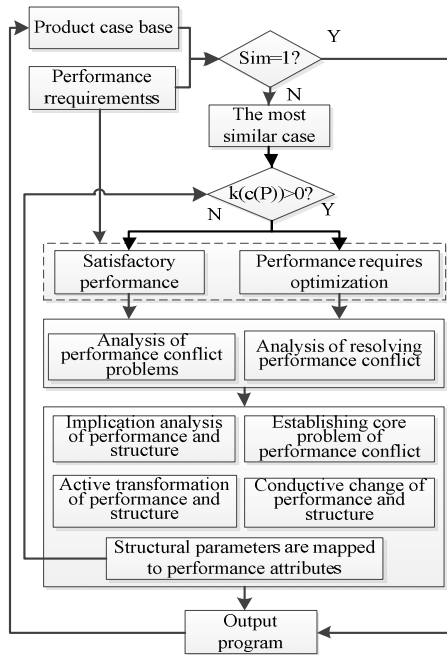 Product case base
Y
Sim=1?
Performance
rrequirementss
N
The most
similar case
k(c(P))>0?
N
Y
Satisfactory
performance
Performance requires
optimization
Analysis of
performance conflict
problems
Analysis of resolving
performance conflict
Implication analysis
of performance and
structure
Establishing core
problem of
performance conflict
Active transformation
of performance and
structure
Conductive change of
performance and
structure
Structural parameters are mapped
to performance attributes
Output
program